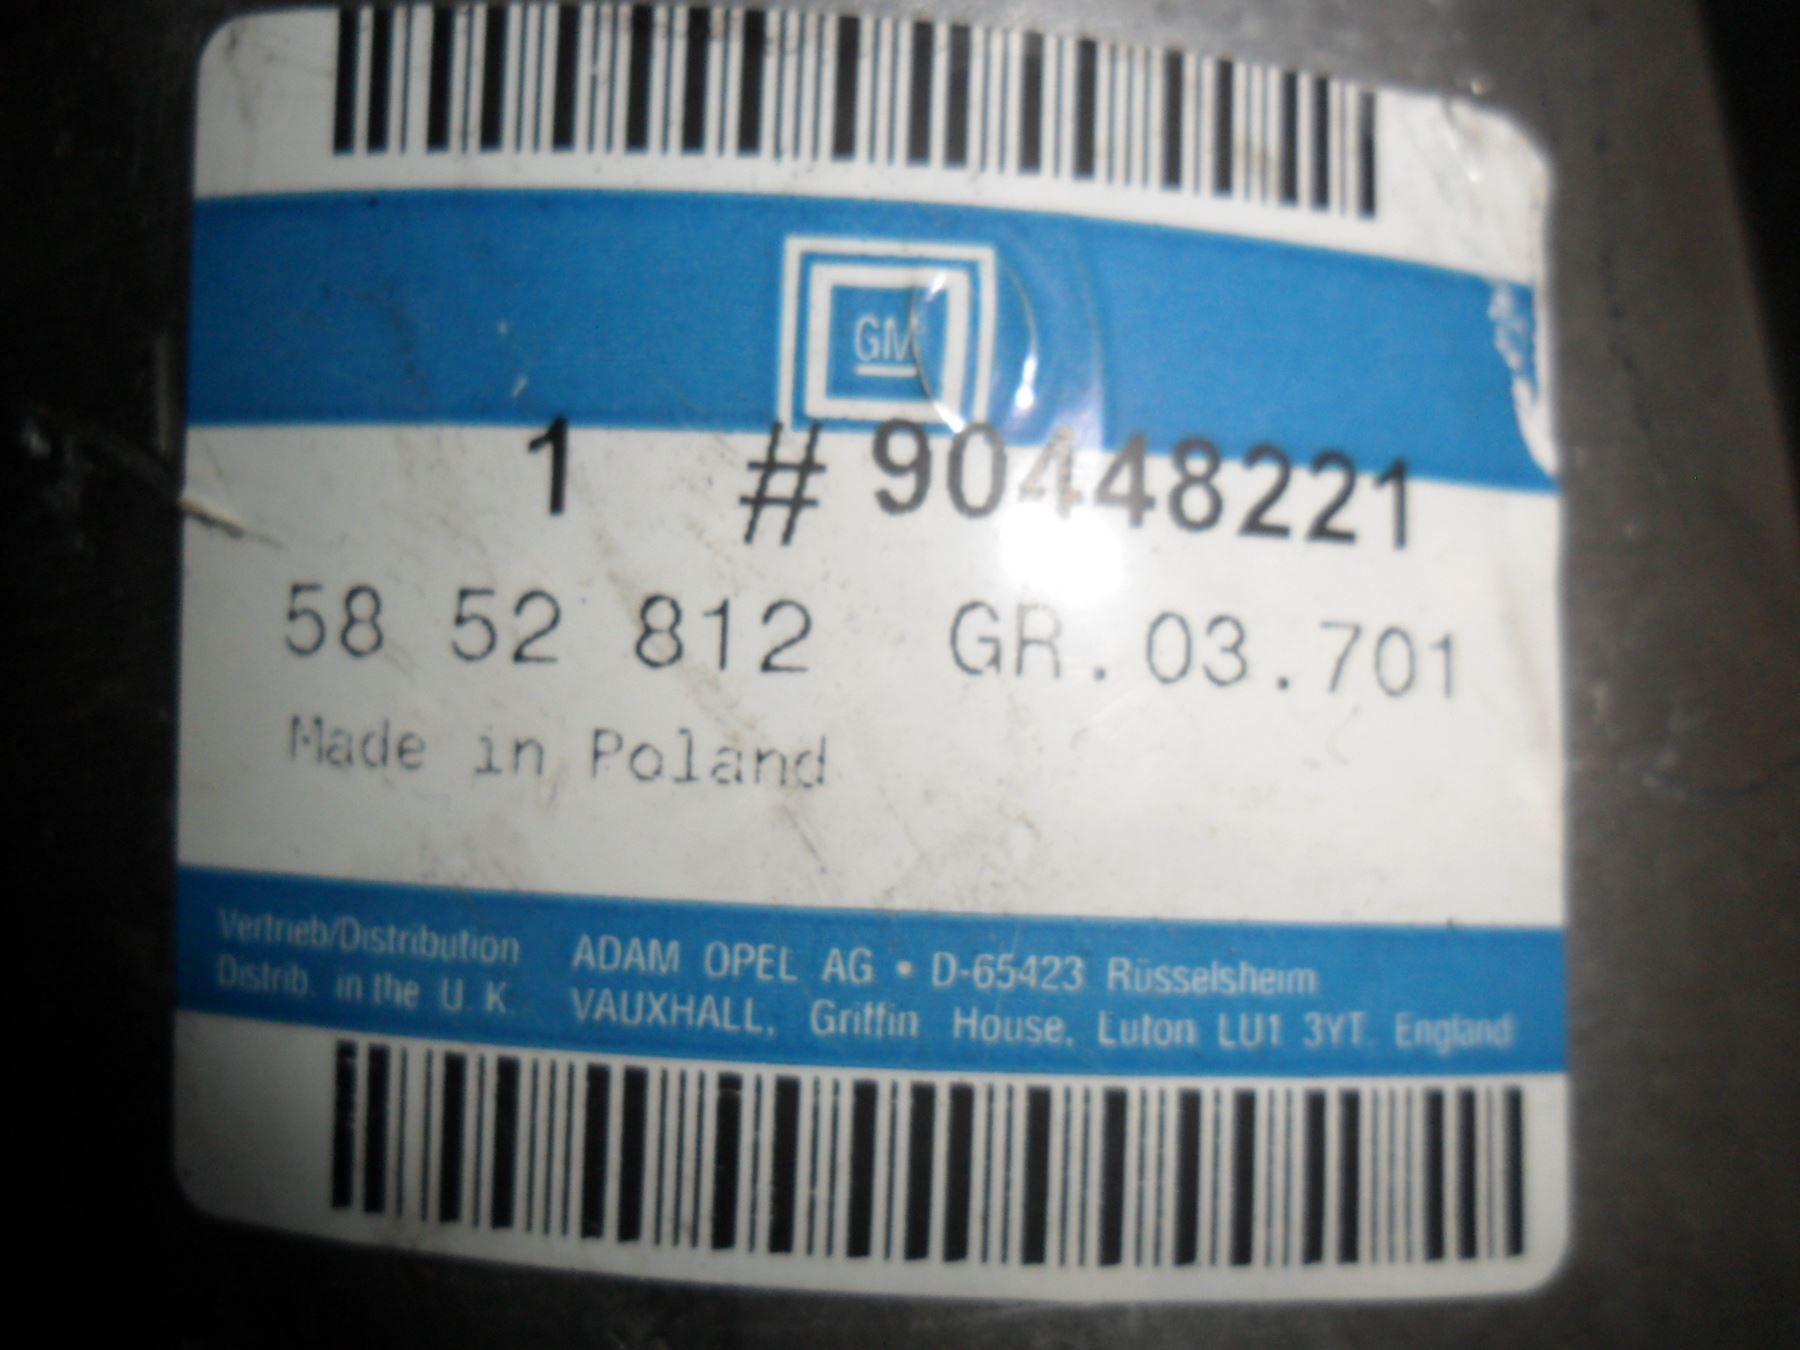 GM
1 #90448221
58 52 812 GR.03.701
Made in Poland
Vertrieb/Distribution ADAM OPEL AG • D-65423 Rüsselsheim
Distrib. in the U.K. VAUXHALL, Griffin House, Luton LU1 3YT. England